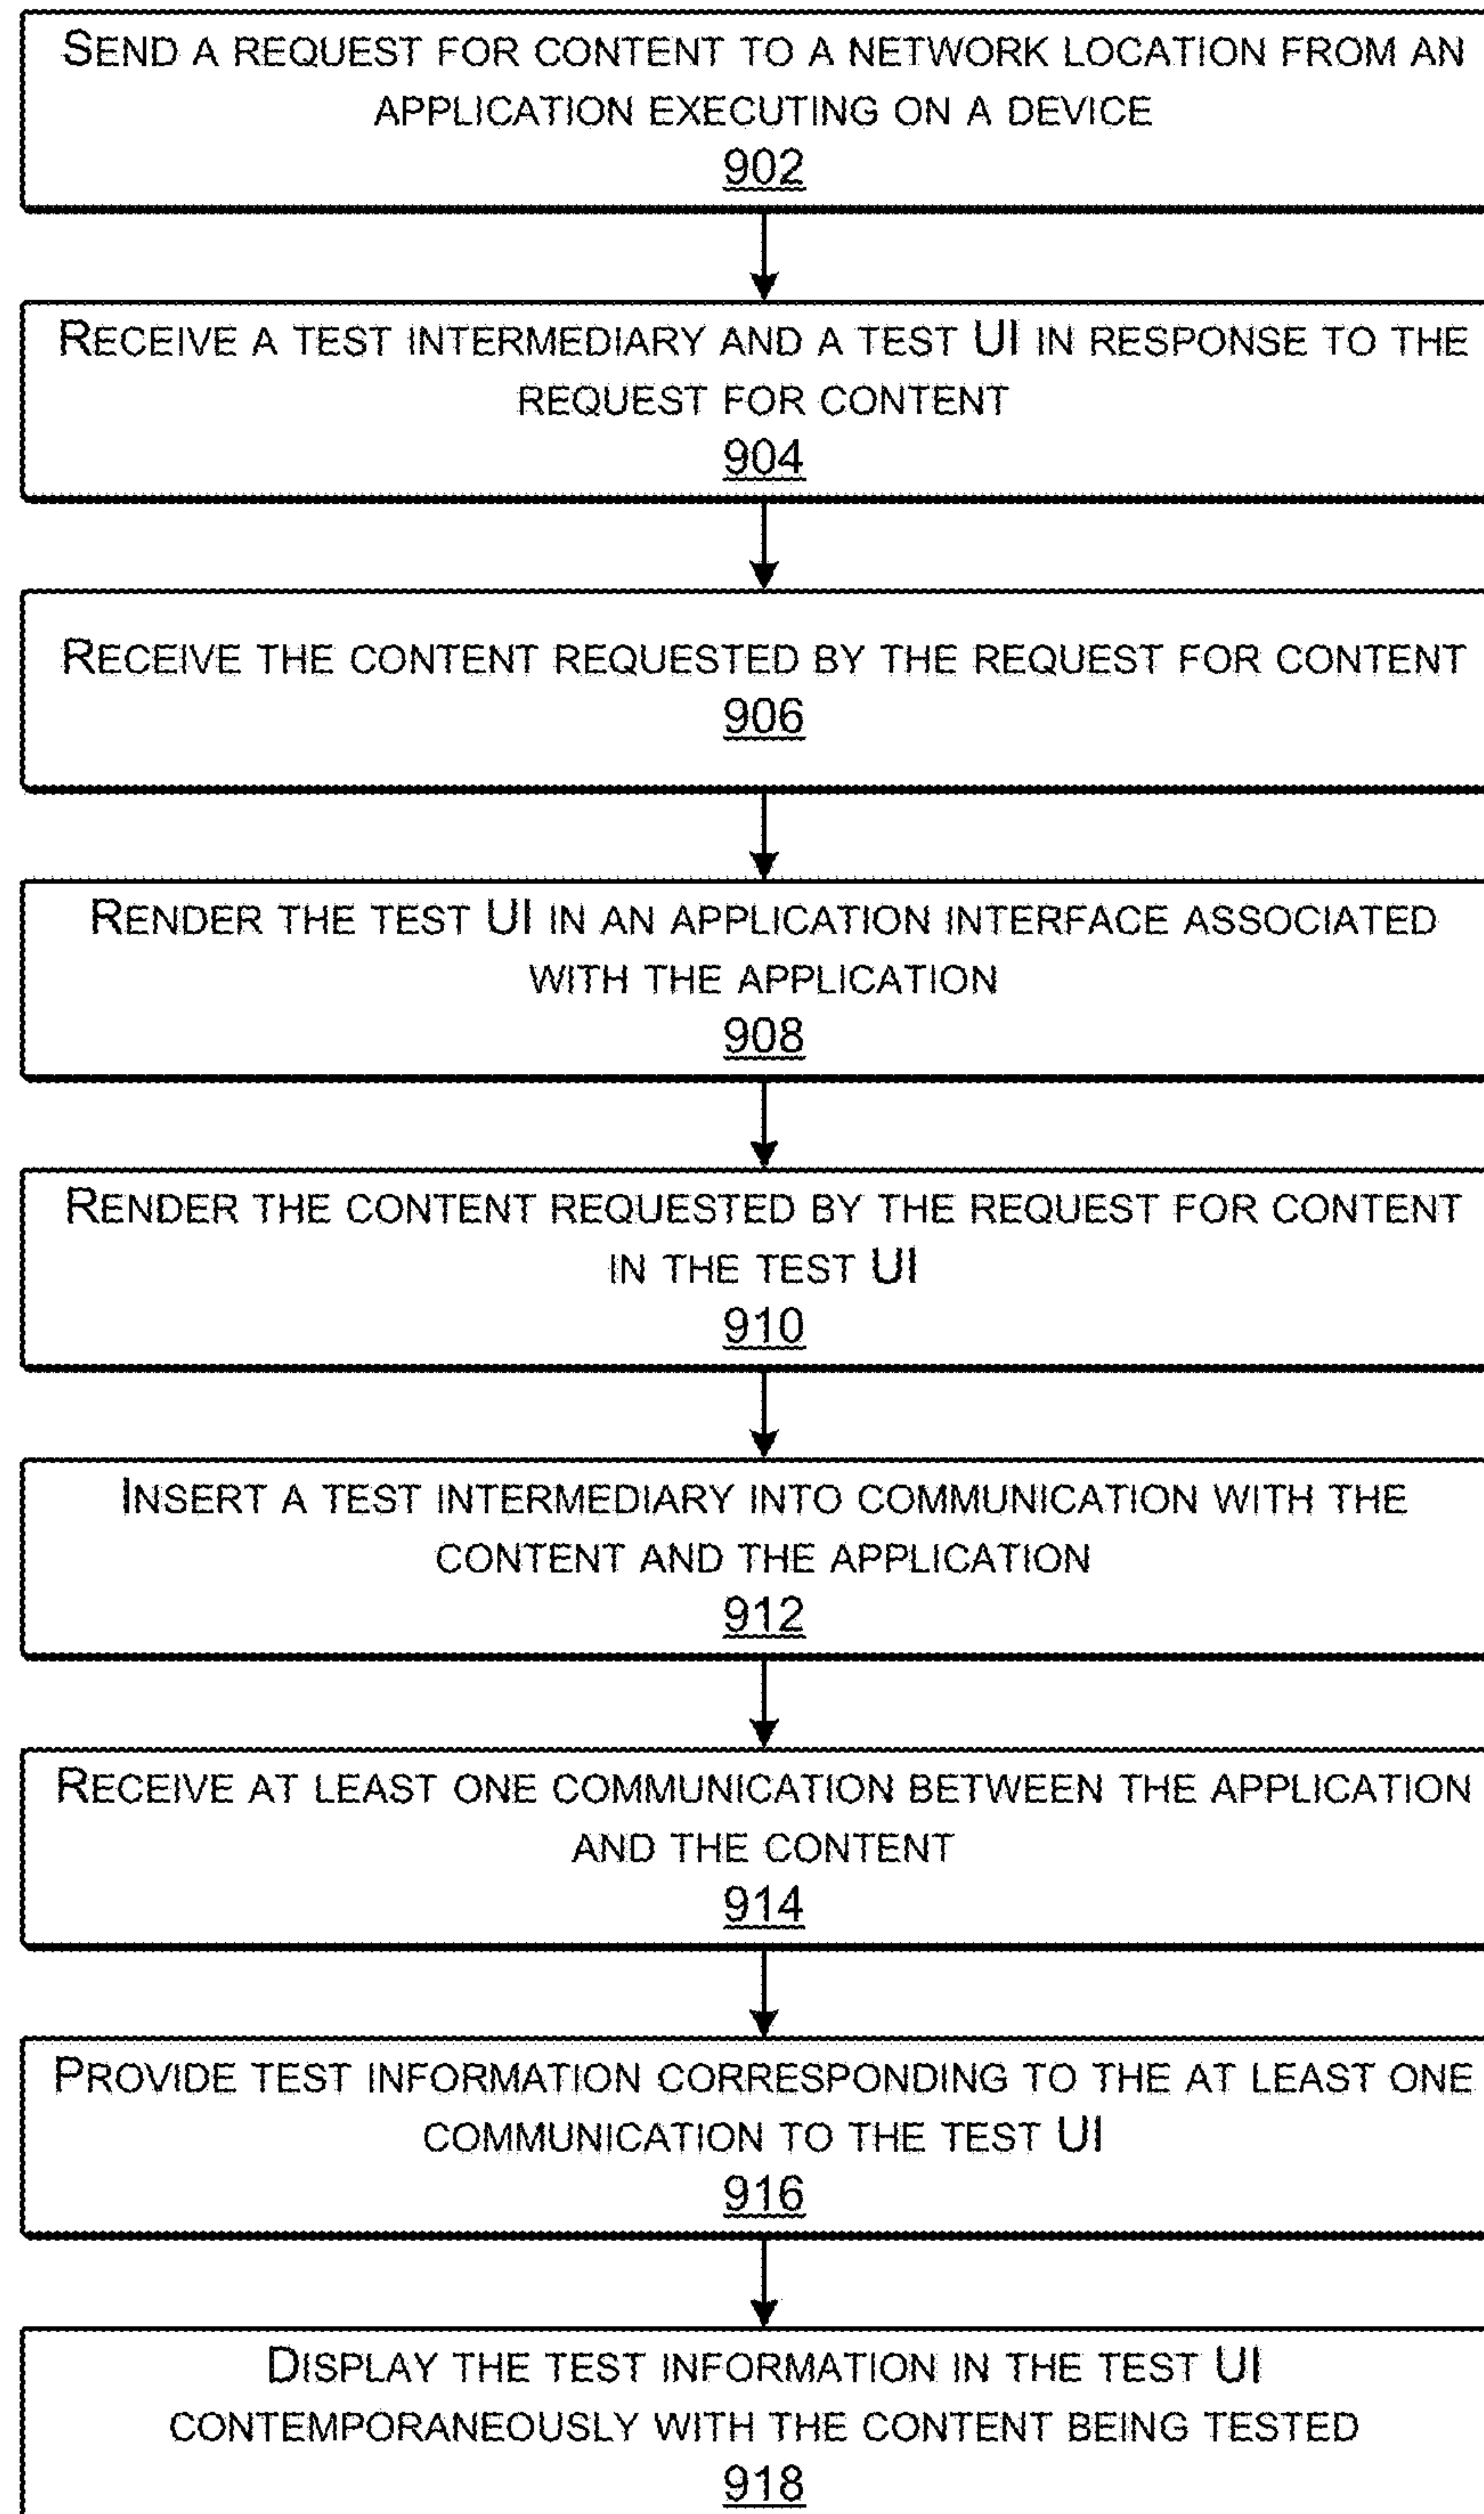 SEND A REQUEST FOR CONTENT TO A NETWORK LOCATION FROM AN
APPLICATION EXECUTING ON A DEVICE
902
RECEIVE A TEST INTERMEDIARY AND A TEST UI IN RESPONSE TO THE
REQUEST FOR CONTENT
904
RECEIVE THE CONTENT REQUESTED BY THE REQUEST FOR CONTENT
906
RENDER THE TEST UI IN AN APPLICATION INTERFACE ASSOCIATED
WITH THE APPLICATION
908
RENDER THE CONTENT REQUESTED BY THE REQUEST FOR CONTENT
IN THE TEST UI
910
INSERT A TEST INTERMEDIARY INTO COMMUNICATION WITH THE
CONTENT AND THE APPLICATION
912
RECEIVE AT LEAST ONE COMMUNICATION BETWEEN THE APPLICATION
AND THE CONTENT
914
PROVIDE TEST INFORMATION CORRESPONDING TO THE AT LEAST ONE
COMMUNICATION TO THE TEST UI
916
DISPLAY THE TEST INFORMATION IN THE TEST UI
CONTEMPORANEOUSLY WITH THE CONTENT BEING TESTED
918